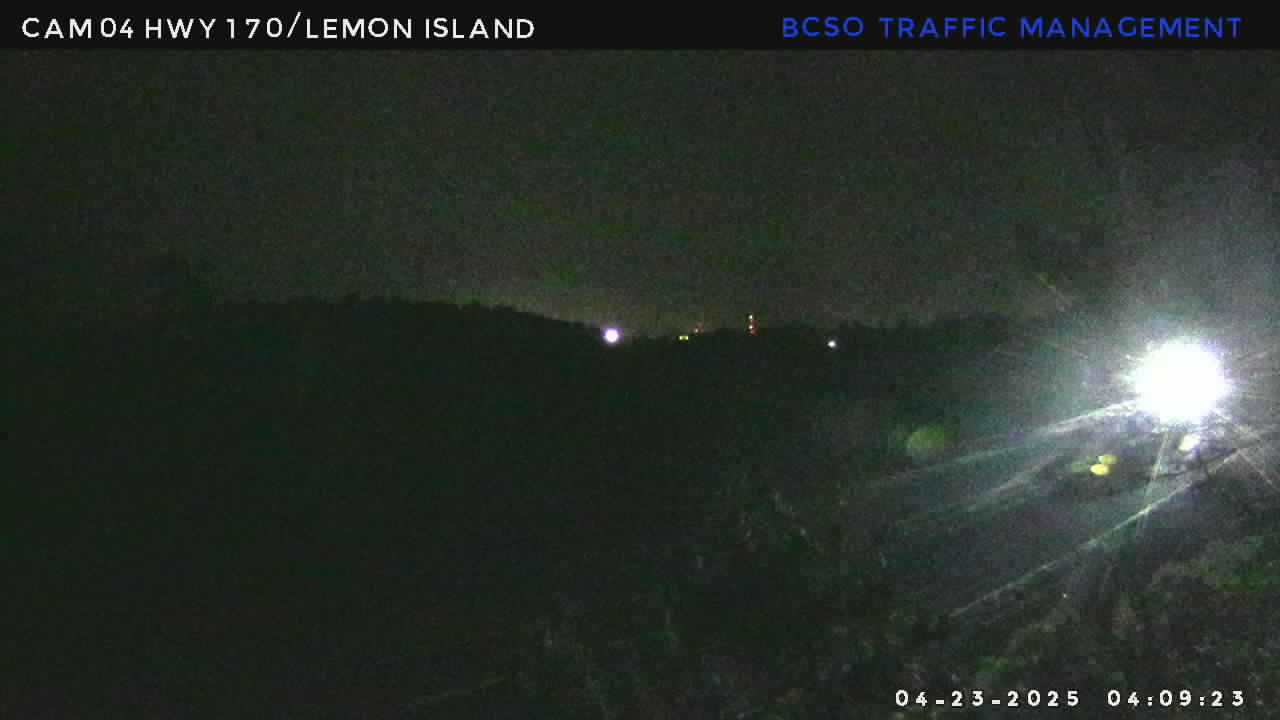 CAM04 HWY 170/LEMON ISLAND
BCSO TRAFFIC MANAGEMENT
04-23-2025 04:09:23